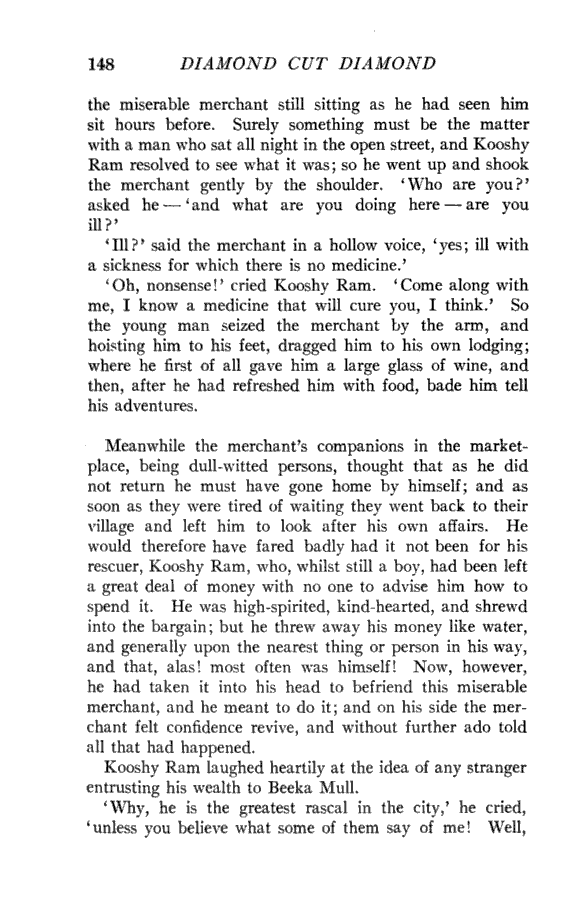 148 DIAMOND CUT DIAMOND
the miserable merchant still sitting as he had seen him
sit hours before. Surely something must be the matter
with a man who sat all night in the open street, and Kooshy
Ram resolved to see what it was; so he went up and shook
the merchant gently by the shoulder. ‘Who are you?’
asked he — ‘and what are you doing here — are you
ill?’
‘Ill?’ said the merchant in a hollow voice, ‘yes; ill with
a sickness for which there is no medicine.’
‘Oh, nonsense!’ cried Kooshy Ram. ‘Come along with
me, I know a medicine that will cure you, I think.’ So
the young man seized the merchant by the arm, and
hoisting him to his feet, dragged him to his own lodging;
where he first of all gave him a large glass of wine, and
then, after he had refreshed him with food, bade him tell
his adventures.
Meanwhile the merchant’s companions in the market-
place, being dull-witted persons, thought that as he did
not return he must have gone home by himself; and as
soon as they were tired of waiting they went back to their
village and left him to look after his own affairs. He
would therefore have fared badly had it not been for his
rescuer, Kooshy Ram, who, whilst still a boy, had been left
a great deal of money with no one to advise him how to
spend it. He was high-spirited, kind-hearted, and shrewd
into the bargain; but he threw away his money like water,
and generally upon the nearest thing or person in his way,
and that, alas! most often was himself! Now, however,
he had taken it into his head to befriend this miserable
merchant, and he meant to do it; and on his side the mer-
chant felt confidence revive, and without further ado told
all that had happened.
Kooshy Ram laughed heartily at the idea of any stranger
entrusting his wealth to Beeka Mull.
‘Why, he is the greatest rascal in the city,’ he cried,
‘unless you believe what some of them say of me! Well,